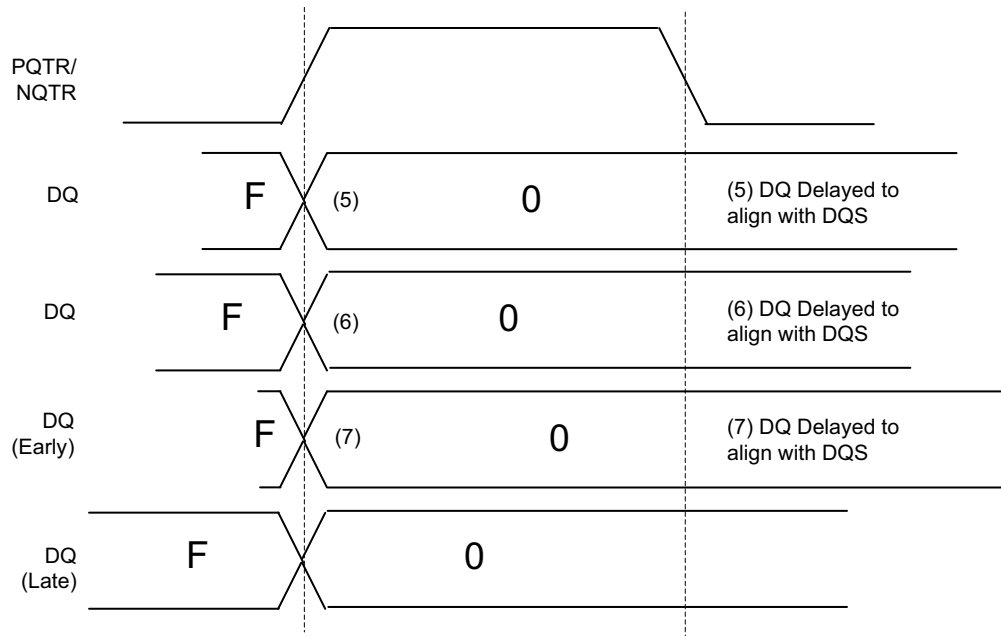 PQTR/
NQTR
DQ
F
(5)
0
(5) DQ Delayed to
align with DQS
DQ
F
(6)
0
(6) DQ Delayed to
align with DQS
DQ
(Early)
F
(7)
0
(7) DQ Delayed to
align with DQS
DQ
(Late)
F
0